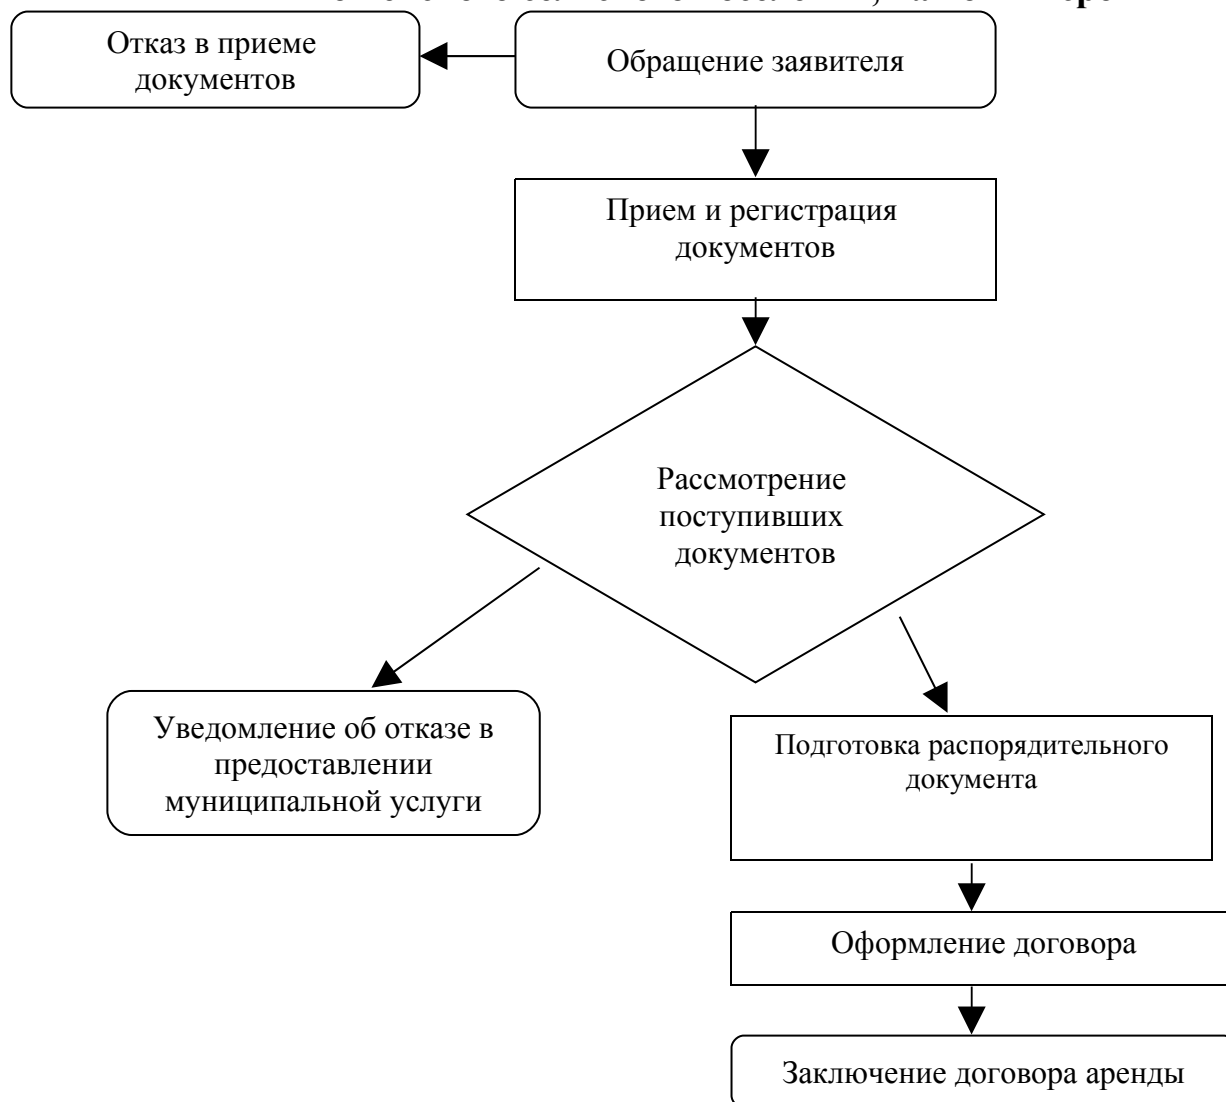 Отказ в приеме
документов
Обращение заявителя
Прием и регистрация
документов
Рассмотрение
поступивших
документов
Уведомление об отказе в
предоставлении
муниципальной услуги
Подготовка распорядительного
документа
Оформление договора
Заключение договора аренды